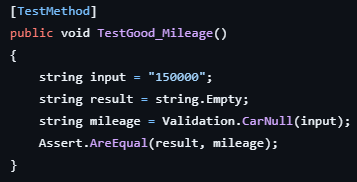 [TestMethod]
public void TestGood_Mileage()
{
    string input = "150000";
    string result = string.Empty;
    string mileage = Validation.CarNull(input);
    Assert.AreEqual(result, mileage);
}